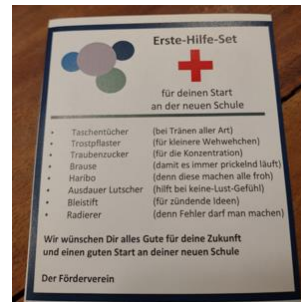 Erste-Hilfe-Set
für deinen Start
an der neuen Schule
• Taschentücher (bei Tränen aller Art)
• Trostpflaster (für kleinere Wehwehchen)
• Traubenzucker (für die Konzentration)
• Brause (damit es immer prickelnd läuft)
• Haribo (denn diese machen alle froh)
• Ausdauer Lutscher (hilft bei keine-Lust-Gefühl)
• Bleistift (für zündende Ideen)
• Radierer (denn Fehler darf man machen)
Wir wünschen Dir alles Gute für deine Zukunft
und einen guten Start an deiner neuen Schule
Der Förderverein